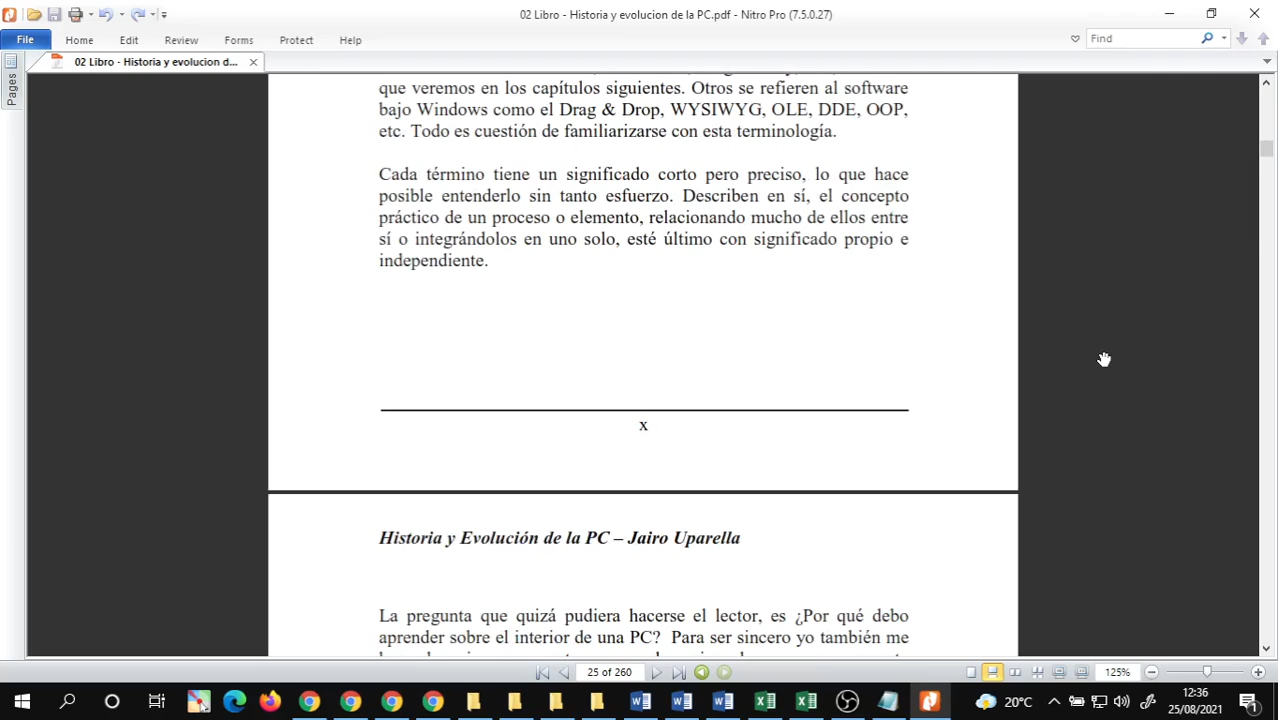 02 Libro - Historia y evolucion de la PC.pdf - Nitro Pro (7.5.0.27)
File Home Edit Review Forms Protect Help Find
02 Libro - Historia y evolucion d...
Pages
que veremos en los capítulos siguientes. Otros se refieren al software
bajo Windows como el Drag & Drop, WYSIWYG, OLE, DDE, OOP,
etc. Todo es cuestión de familiarizarse con esta terminología.
Cada término tiene un significado corto pero preciso, lo que hace
posible entenderlo sin tanto esfuerzo. Describen en sí, el concepto
práctico de un proceso o elemento, relacionando mucho de ellos entre
sí o integrándolos en uno solo, esté último con significado propio e
independiente.
x
Historia y Evolución de la PC – Jairo Uparella
La pregunta que quizá pudiera hacerse el lector, es ¿Por qué debo
aprender sobre el interior de una PC? Para ser sincero yo también me
25 of 260
125%
20°C
12:36
25/08/2021
1